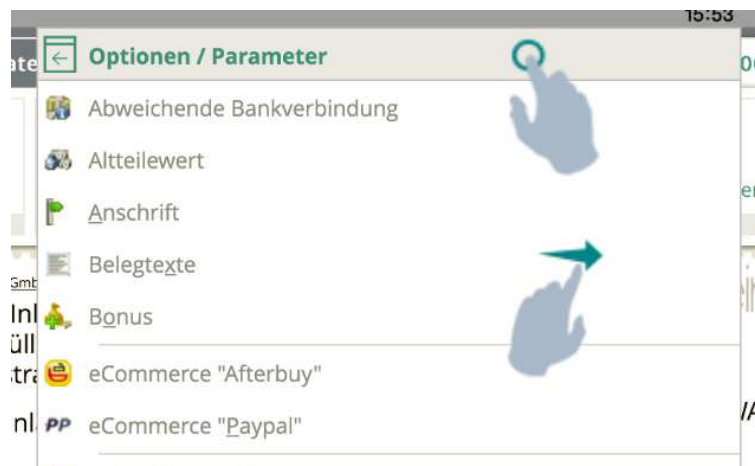 15:53
Optionen / Parameter
Abweichende Bankverbindung
Altteilewert
Anschrift
Belegtexte
Bonus
eCommerce "Afterbuy"
PP eCommerce "Paypal"